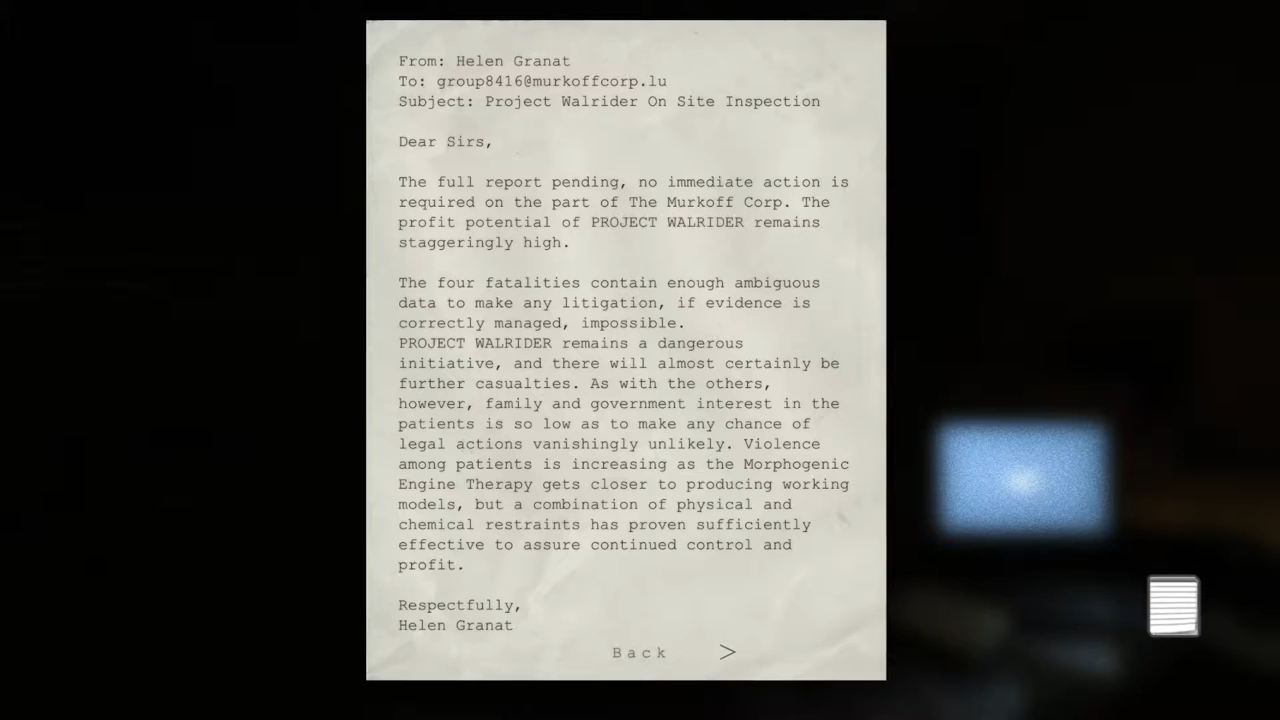 From: Helen Granat
To: group8416@murkoffcorp.lu
Subject: Project Walrider On Site Inspection
Dear Sirs,
The full report pending, no immediate action is
required on the part of The Murkoff Corp. The
profit potential of PROJECT WALRIDER remains
staggeringly high.
The four fatalities contain enough ambiguous
data to make any litigation, if evidence is
correctly managed, impossible.
PROJECT WALRIDER remains a dangerous
initiative, and there will almost certainly be
further casualties. As with the others,
however, family and government interest in the
patients is so low as to make any chance of
legal actions vanishingly unlikely. Violence
among patients is increasing as the Morphogenic
Engine Therapy gets closer to producing working
models, but a combination of physical and
chemical restraints has proven sufficiently
effective to assure continued control and
profit.
Respectfully,
Helen Granat
Back >